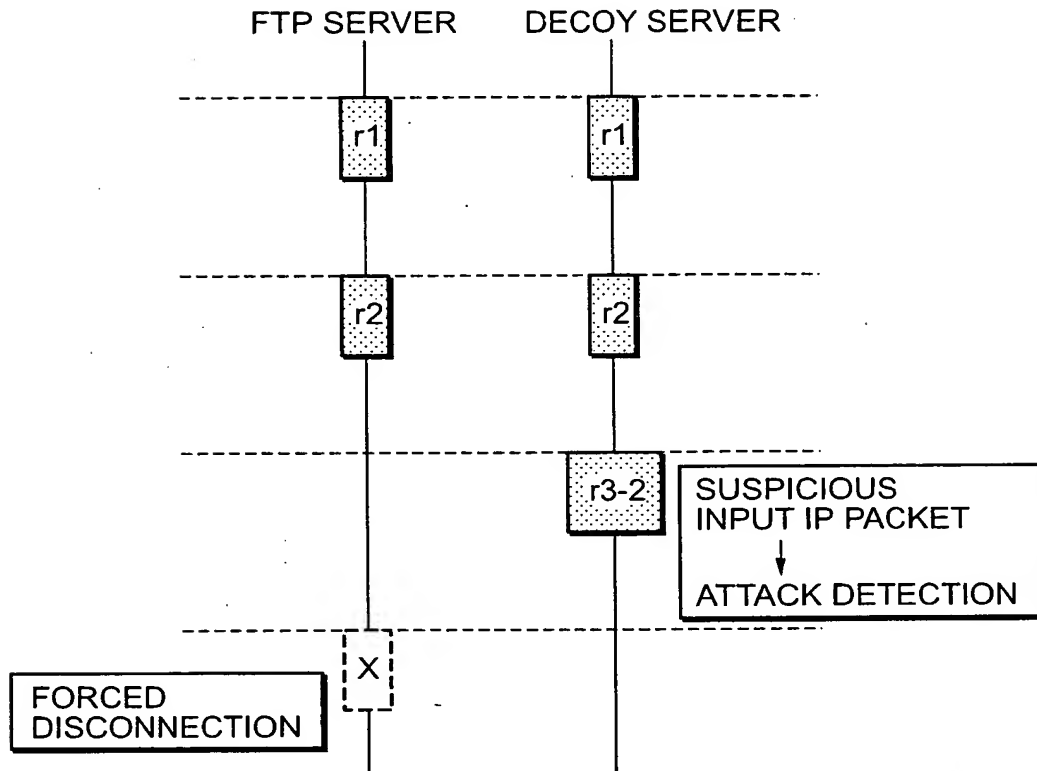 FTP SERVER
DECOY SERVER
r1
r1
r2
r2
r3-2
SUSPICIOUS
INPUT IP PACKET
ATTACK DETECTION
X
FORCED
DISCONNECTION